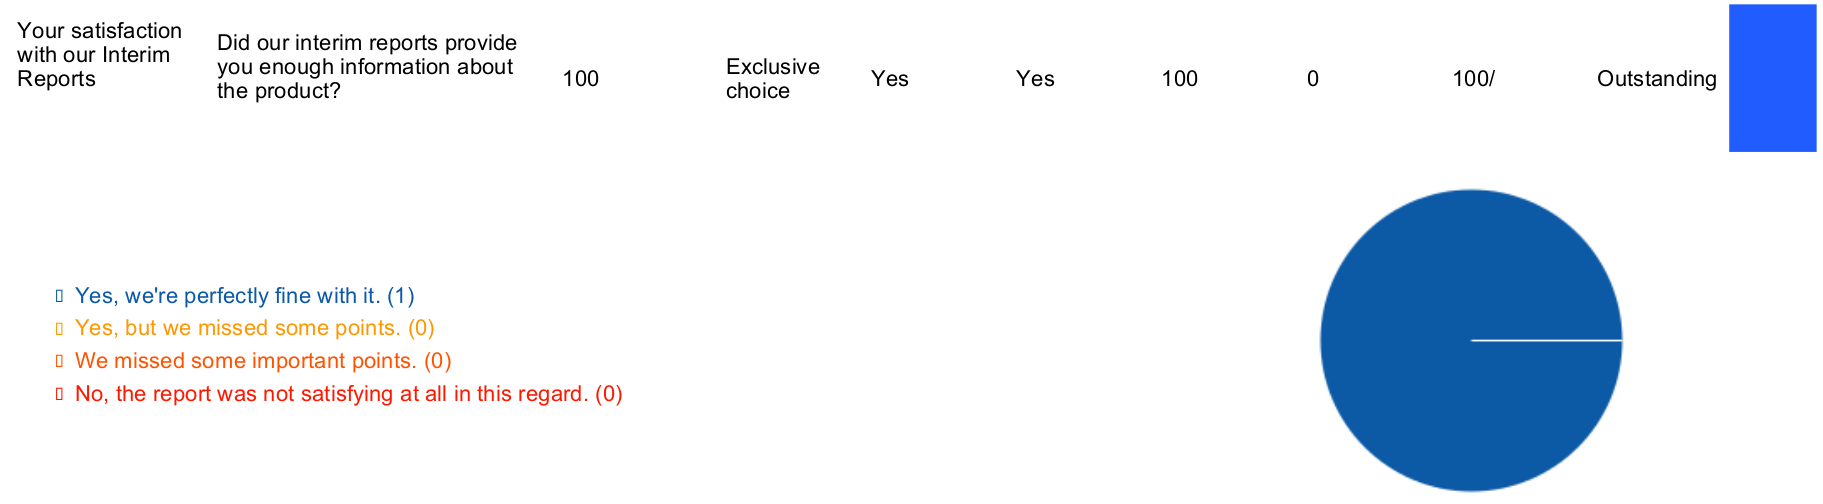 Your satisfaction
with our Interim
Reports
Did our interim reports provide
you enough information about
the product?
100
Exclusive
choice
Yes
Yes
100
0
100/
Outstanding
Yes, we're perfectly fine with it. (1)
Yes, but we missed some points. (0)
We missed some important points. (0)
No, the report was not satisfying at all in this regard. (0)